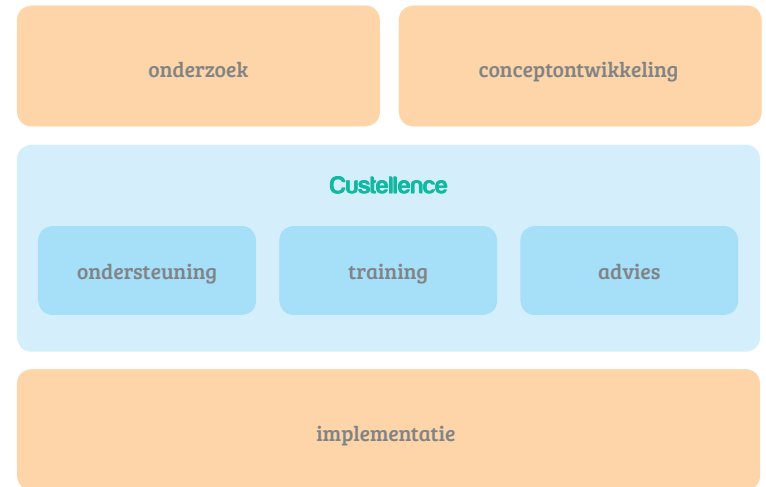 onderzoek
conceptontwikkeling
Custellence
ondersteuning
training
advies
implementatie